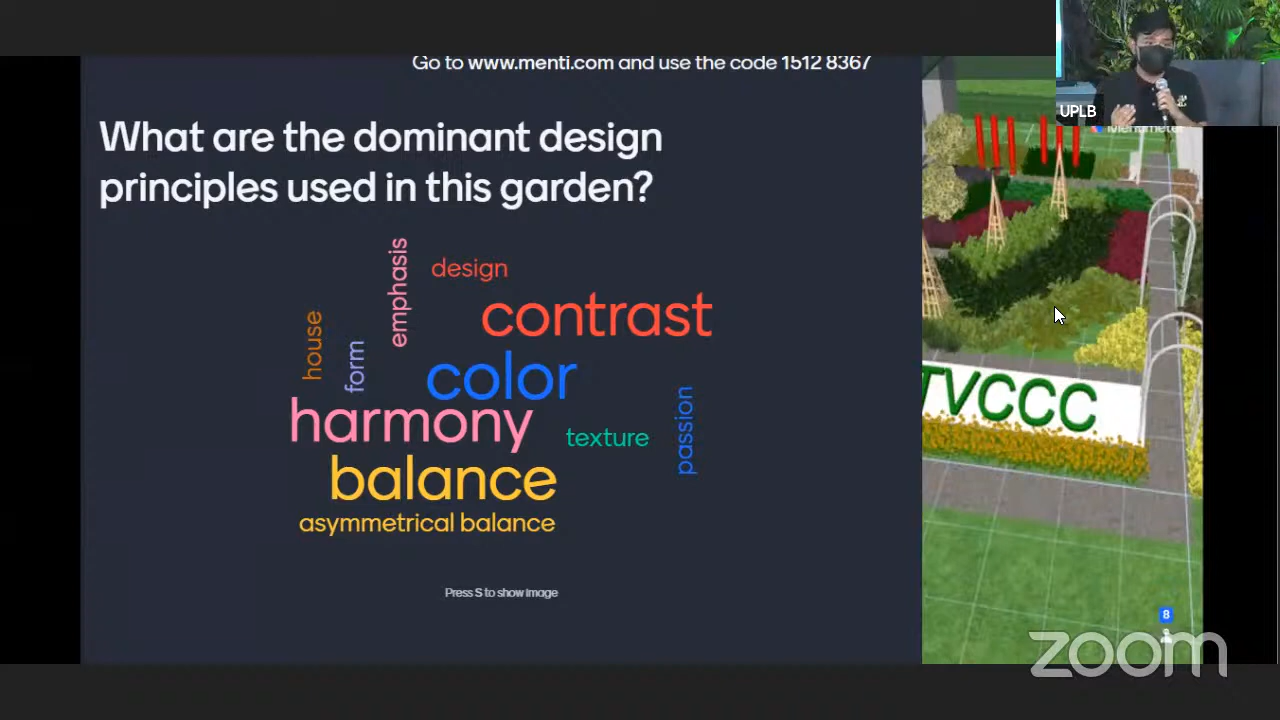 Go to www.menti.com and use the code 1512 8367
UPLB
Mentimeter
What are the dominant design
principles used in this garden?
emphasis
design
house
form
contrast
color
harmony
texture
passion
balance
asymmetrical balance
TVCCC
Press S to show image
8
zoom